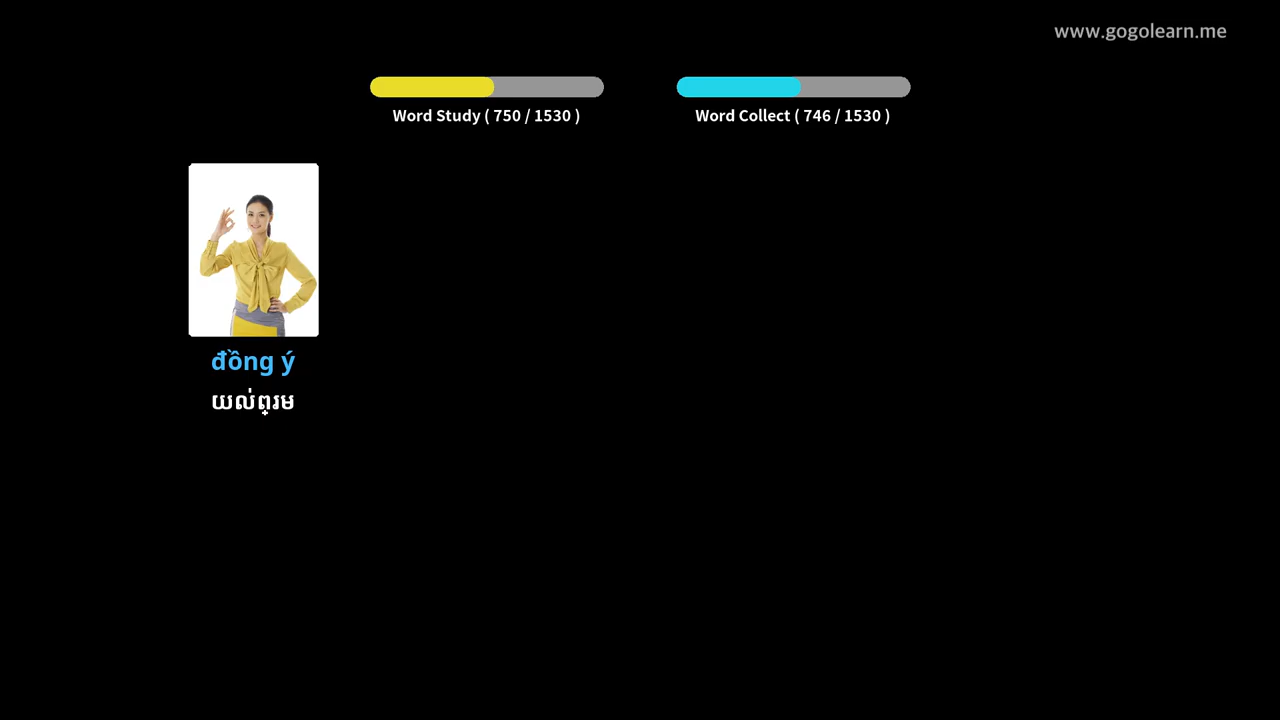 www.gogolearn.me
Word Study ( 750 / 1530 )
Word Collect ( 746 / 1530 )
đồng ý
យល់ព្រម